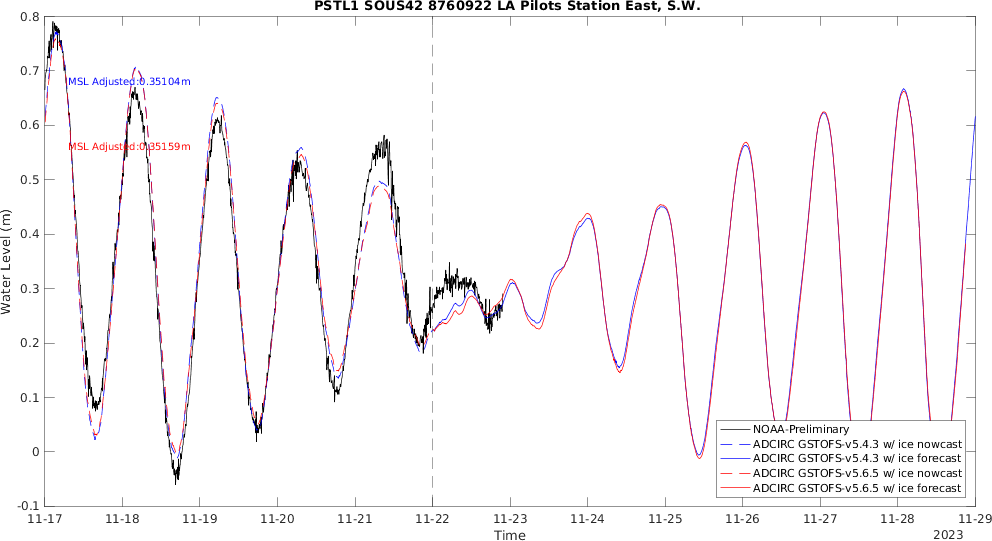 PSTL1 SOUS42 8760922 LA Pilots Station East, S.W.
0.8
0.7
0.6
0.5
0.4
0.3
0.2
0.1
0
-0.1
Water Level (m)
MSL Adjusted:0.35104m
MSL Adjusted:0.35159m
NOAA-Preliminary
ADCIRC GSTOFS-v5.4.3 w/ ice nowcast
ADCIRC GSTOFS-v5.4.3 w/ ice forecast
ADCIRC GSTOFS-v5.6.5 w/ ice nowcast
ADCIRC GSTOFS-v5.6.5 w/ ice forecast
11-17 11-18 11-19 11-20 11-21 11-22 11-23 11-24 11-25 11-26 11-27 11-28 11-29
2023
Time